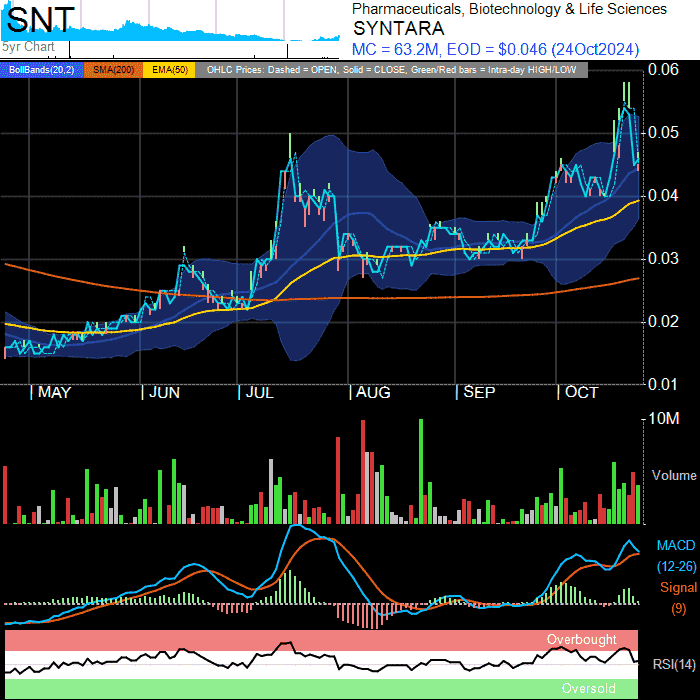 SNT
5yr Chart
Pharmaceuticals, Biotechnology & Life Sciences
SYNTARA
MC = 63.2M, EOD = $0.046 (24Oct2024)
BollBands(20,2) SMA(200) EMA(50) OHLC Prices: Dashed = OPEN, Solid = CLOSE, Green/Red bars = Intra-day HIGH/LOW
0.06
0.05
0.04
0.03
0.02
0.01
MAY JUN JUL AUG SEP OCT
10M
Volume
MACD
(12-26)
Signal
(9)
Overbought
RSI(14)
Oversold